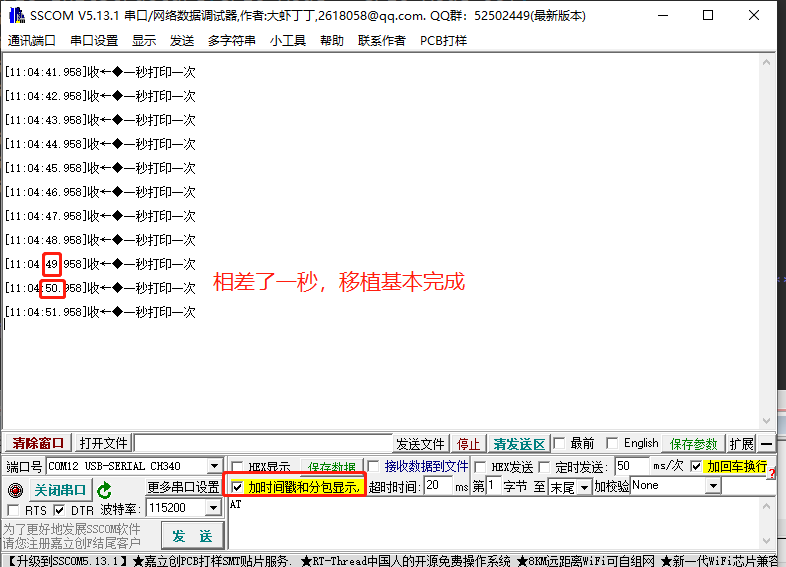 SSCOM V5.13.1 串口/网络数据调试器,作者:大虾丁丁,2618058@qq.com. QQ群：52502449(最新版本)
通讯端口 串口设置 显示 发送 多字符串 小工具 帮助 联系作者 PCB打样
[11:04:41.958]收←◆一秒打印一次
[11:04:42.958]收←◆一秒打印一次
[11:04:43.958]收←◆一秒打印一次
[11:04:44.958]收←◆一秒打印一次
[11:04:45.958]收←◆一秒打印一次
[11:04:46.958]收←◆一秒打印一次
[11:04:47.958]收←◆一秒打印一次
[11:04:48.958]收←◆一秒打印一次
[11:04:49.958]收←◆一秒打印一次
相差了一秒，移植基本完成
[11:04:50.958]收←◆一秒打印一次
[11:04:51.958]收←◆一秒打印一次
清除窗口 打开文件 发送文件 停止 清发送区 最前 English 保存参数 扩展 —
端口号 COM12 USB-SERIAL CH340 HEX显示 保存数据 接收数据到文件 HEX发送 定时发送: 50 ms/次 加回车换行
关闭串口 更多串口设置 加时间戳和分包显示, 超时时间: 20 ms 第 1 字节 至 末尾 加校验 None
RTS DTR 波特率: 115200 AT
为了更好地发展SSCOM软件
请您注册嘉立创F结尾客户
发 送
【升级到SSCOM5.13.1】★嘉立创PCB打样SMT贴片服务. ★RT-Thread中国人的开源免费操作系统 ★8KM远距离WiFi可自组网 ★新一代WiFi芯片兼容